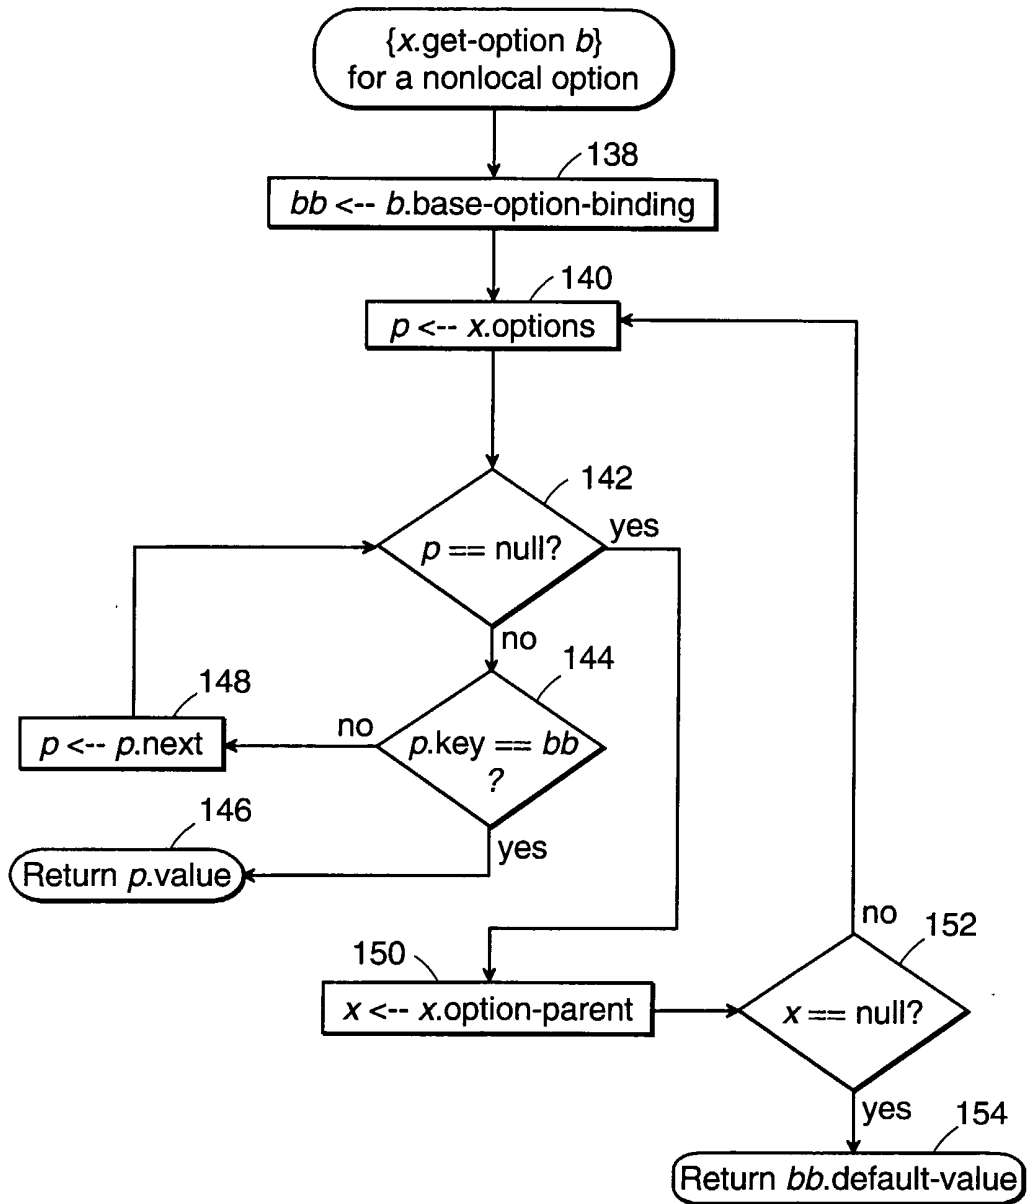 {x.get-option b}
for a nonlocal option
138
bb <-- b.base-option-binding
140
p <-- x.options
142
yes
p == null?
no
144
148
no
p.key == bb
?
p <-- p.next
146
yes
Return p.value
no
152
150
x <-- x.option-parent
x == null?
yes
154
Return bb.default-value